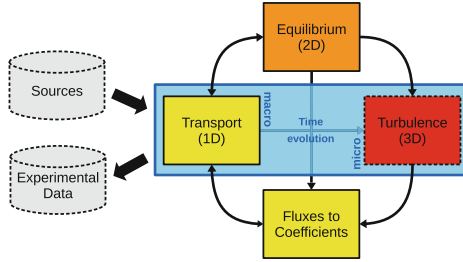 Equilibrium
(2D)
Sources
Transport
(1D)
macro
Time
evolution
micro
Turbulence
(3D)
Experimental
Data
Fluxes to
Coefficients